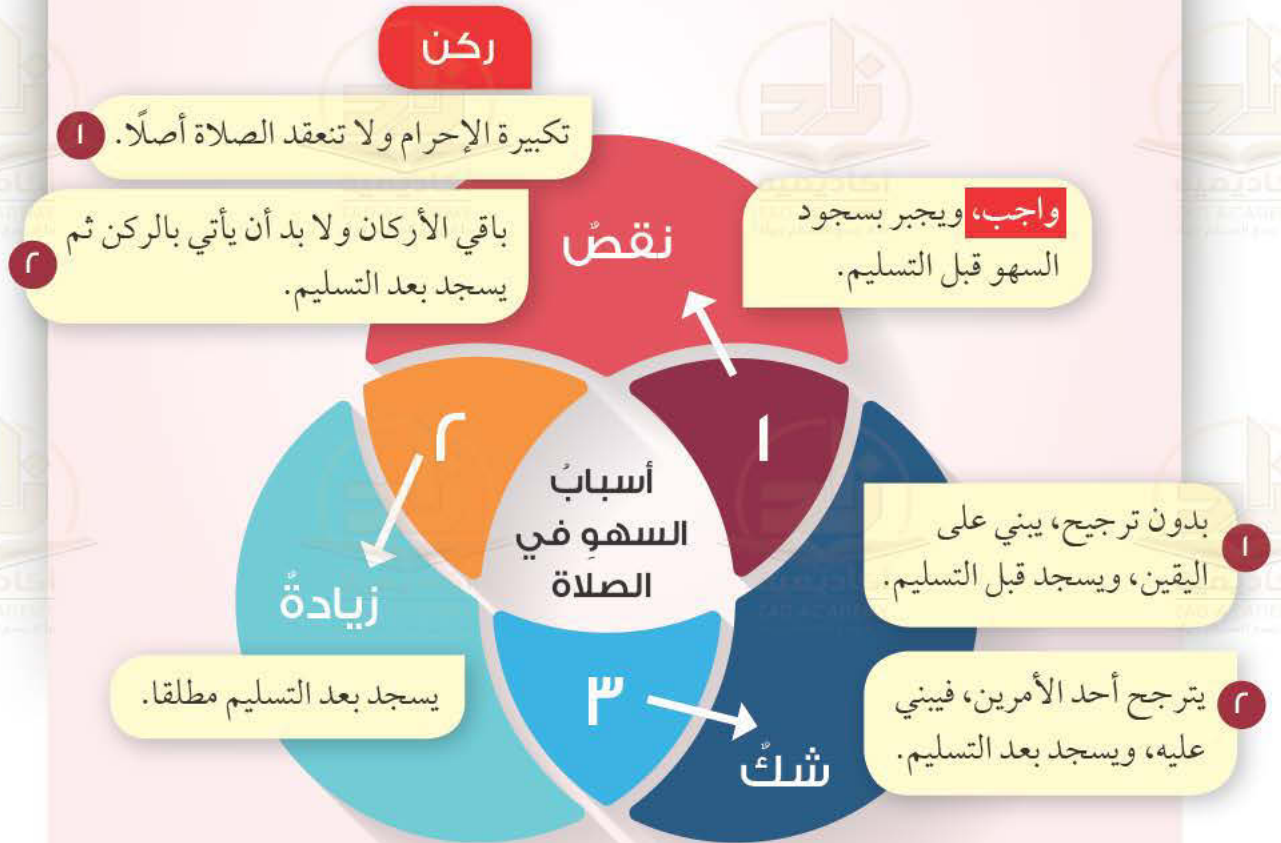 ركن
١ تكبيرة الإحرام ولا تنعقد الصلاة أصلًا.
٢ باقي الأركان ولا بد أن يأتي بالركن ثم
يسجد بعد التسليم.
واجب، ويجبر بسجود
السهو قبل التسليم.
نقصٌ
١
٢
أسبابُ
السهوِ في
الصلاة
١ بدون ترجيح، يبني على
اليقين، ويسجد قبل التسليم.
زيادةٌ
يسجد بعد التسليم مطلقا.
٣
٢ يترجح أحد الأمرين، فيبني
عليه، ويسجد بعد التسليم.
شكٌ